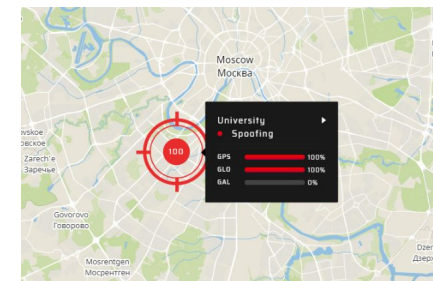 Moscow
Москва
University
Spoofing
100
GPS 100%
GLO 100%
GAL 0%
Zarech'e
Заречье
Govorovo
Говорово
Mosrentgen
Мосрентген